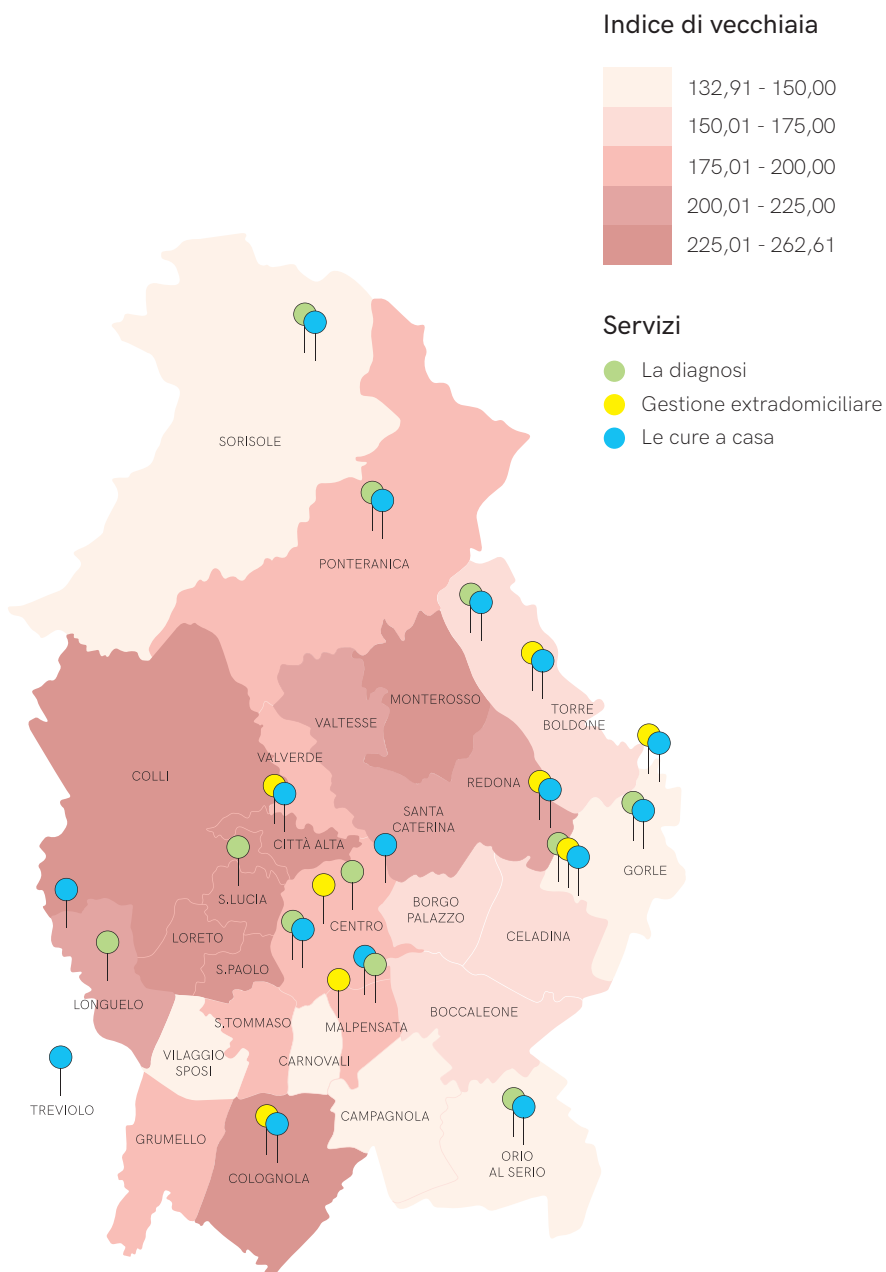 Indice di vecchiaia
132,91 - 150,00
150,01 - 175,00
175,01 - 200,00
200,01 - 225,00
225,01 - 262,61
Servizi
La diagnosi
Gestione extradomiciliare
Le cure a casa
SORISOLE
PONTERANICA
MONTEROSSO
VALTESSE
TORRE
BOLDONE
VALVERDE
COLLI
REDONA
SANTA
CATERINA
CITTÀ ALTA
GORLE
S.LUCIA
BORGO
PALAZZO
CENTRO
LORETO
CELADINA
S.PAOLO
LONGUELO
BOCCALEONE
S.TOMMASO
MALPENSATA
VILAGGIO
SPOSI
CARNOVALI
TREVIOLO
CAMPAGNOLA
GRUMELLO
ORIO
AL SERIO
COLOGNOLA